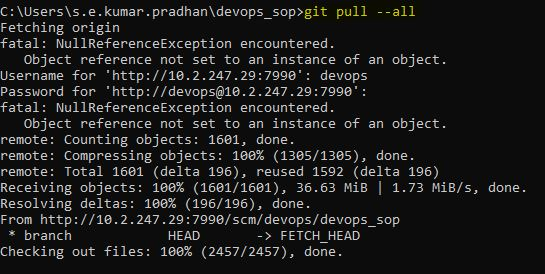 C:\Users\s.e.kumar.pradhan\devops_sop>git pull --all
Fetching origin
fatal: NullReferenceException encountered.
   Object reference not set to an instance of an object.
Username for 'http://10.2.247.29:7990': devops
Password for 'http://devops@10.2.247.29:7990':
fatal: NullReferenceException encountered.
   Object reference not set to an instance of an object.
remote: Counting objects: 1601, done.
remote: Compressing objects: 100% (1305/1305), done.
remote: Total 1601 (delta 196), reused 1592 (delta 196)
Receiving objects: 100% (1601/1601), 36.63 MiB | 1.73 MiB/s, done.
Resolving deltas: 100% (196/196), done.
From http://10.2.247.29:7990/scm/devops/devops_sop
 * branch            HEAD       -> FETCH_HEAD
Checking out files: 100% (2457/2457), done.